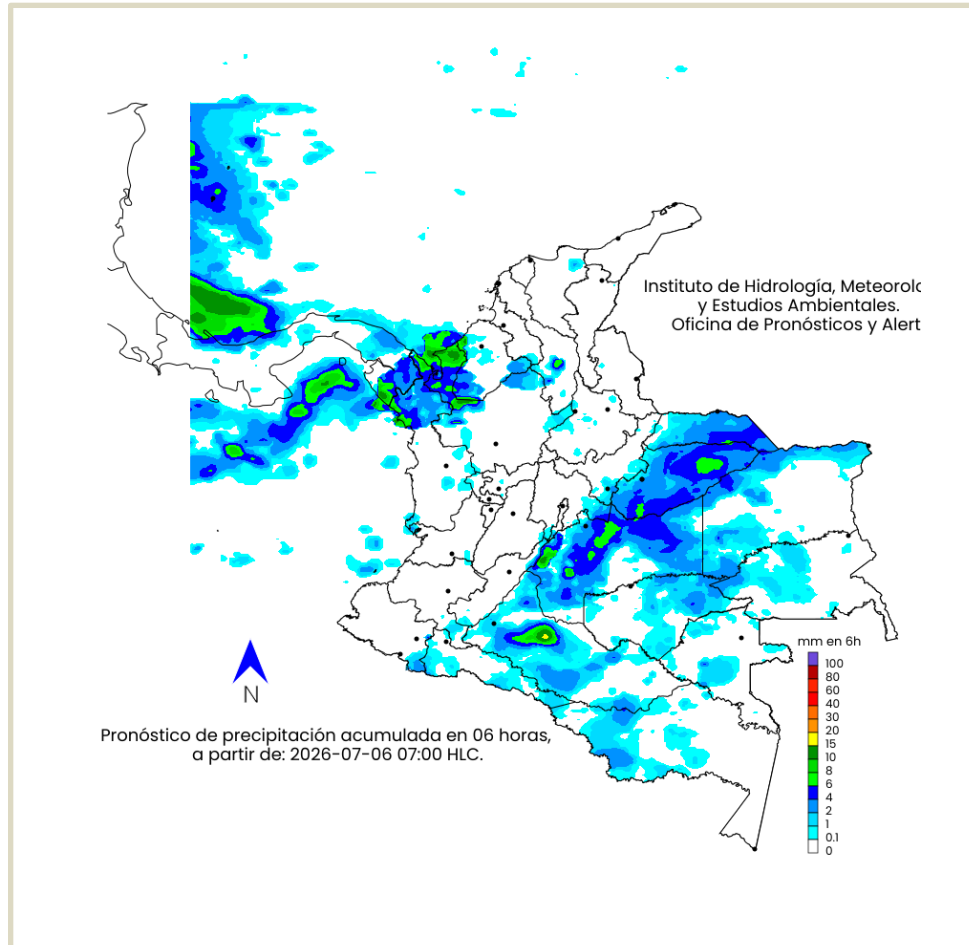 Instituto de Hidrología, Meteorolo
y Estudios Ambientales.
Oficina de Pronósticos y Alert
mm en 6h
100
80
60
40
30
20
15
10
8
6
4
2
1
0.1
0
N
Pronóstico de precipitación acumulada en 06 horas,
a partir de: 2026-07-06 07:00 HLC.